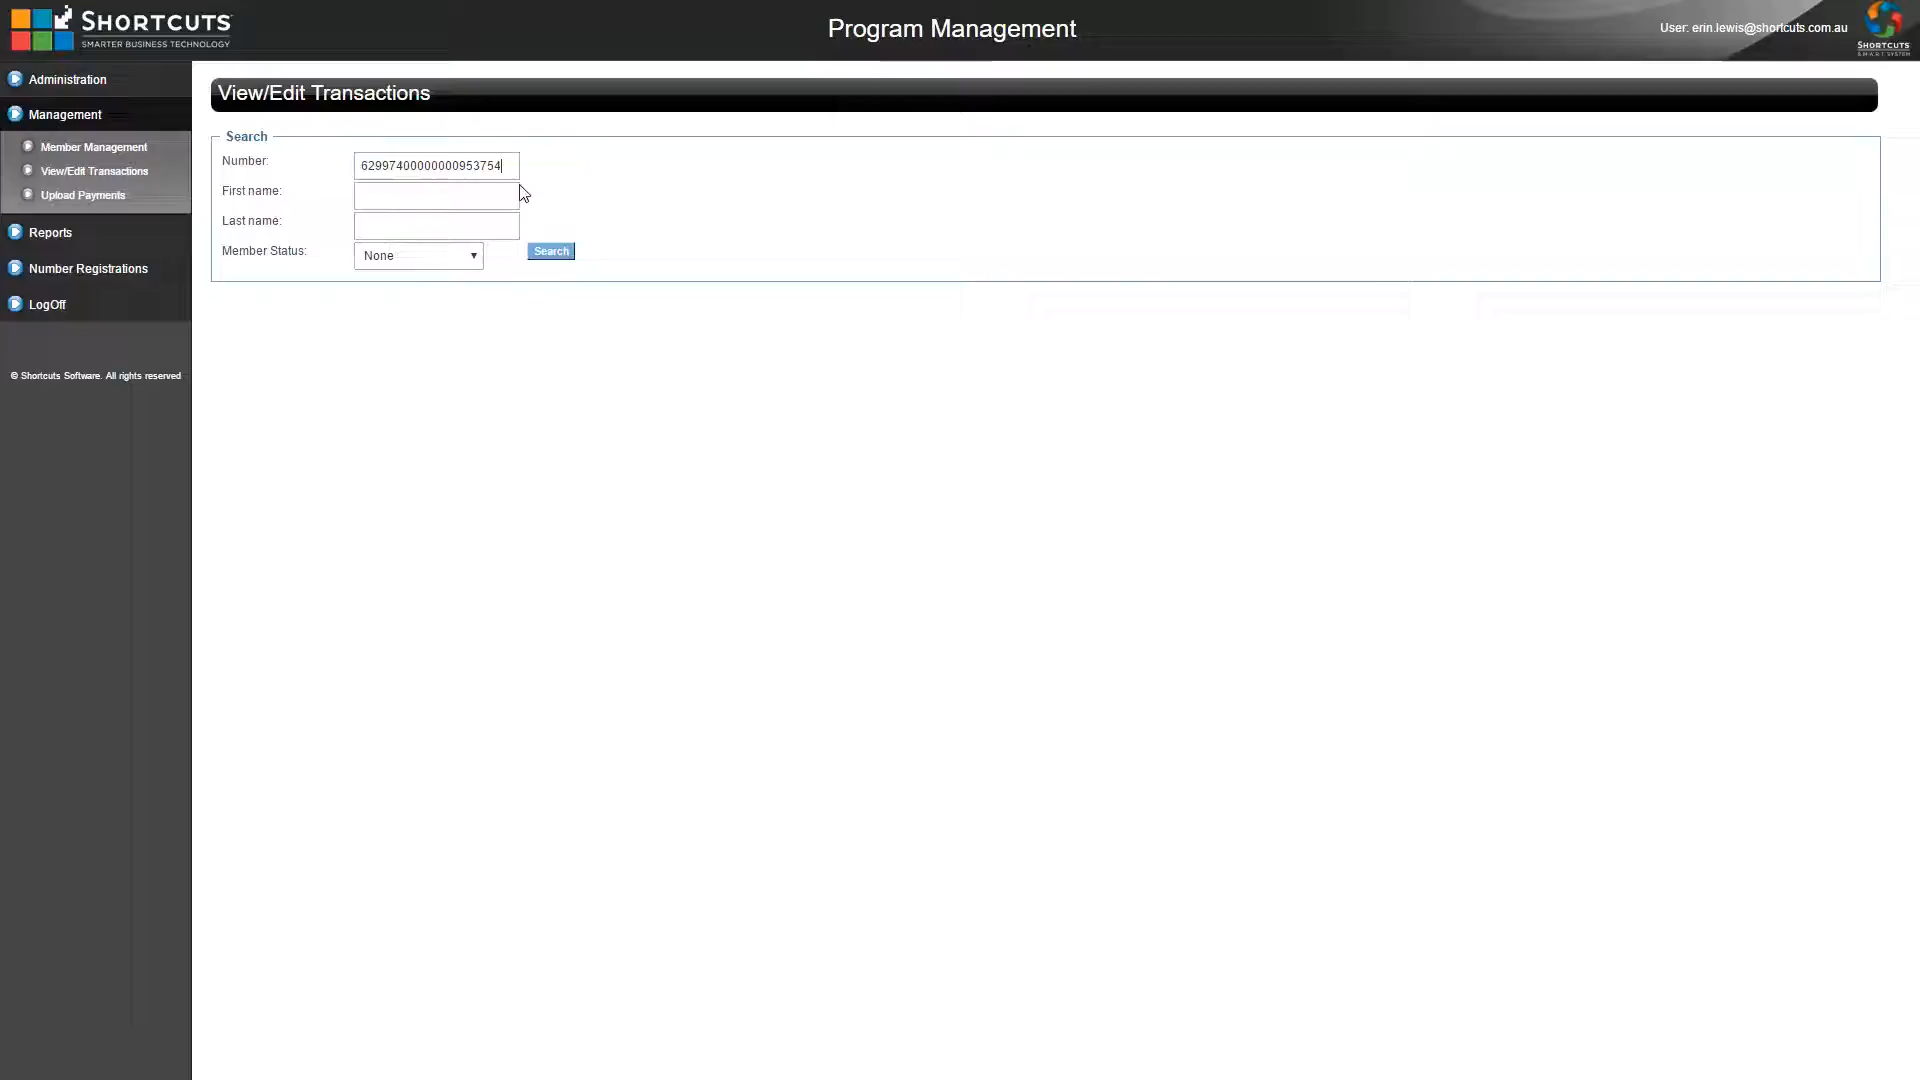 SHORTCUTS
SMARTER BUSINESS TECHNOLOGY
Program Management
User: erin.lewis@shortcuts.com.au
SHORTCUTS
Administration
Management
Member Management
View/Edit Transactions
Upload Payments
Reports
Number Registrations
LogOff
© Shortcuts Software. All rights reserved
View/Edit Transactions
Search
Number: 62997400000000953754
First name:
Last name:
Member Status: None Search